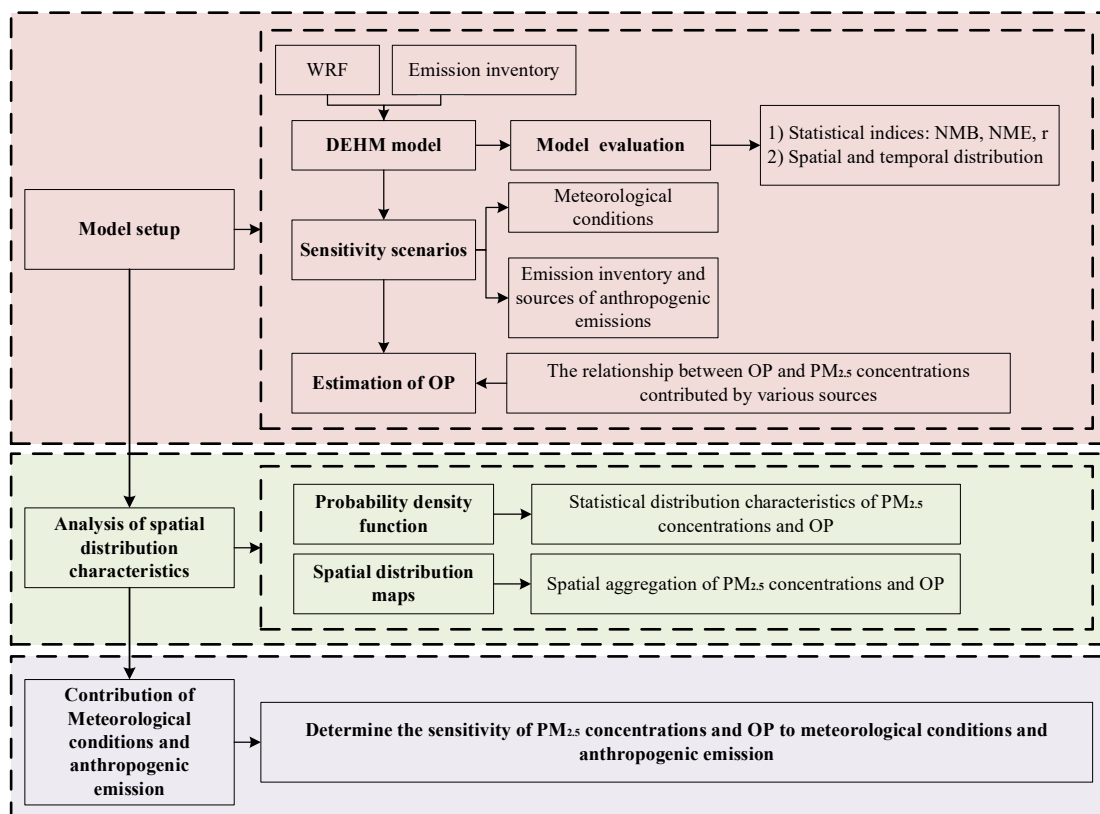 WRF
Emission inventory
DEHM model
Model evaluation
1) Statistical indices: NMB, NME, r
2) Spatial and temporal distribution
Model setup
Sensitivity scenarios
Meteorological
conditions
Emission inventory and
sources of anthropogenic
emissions
Estimation of OP
The relationship between OP and PM₂.₅ concentrations
contributed by various sources
Analysis of spatial
distribution
characteristics
Probability density
function
Statistical distribution characteristics of PM₂.₅
concentrations and OP
Spatial distribution
maps
Spatial aggregation of PM₂.₅ concentrations and OP
Contribution of
Meteorological
conditions and
anthropogenic
emission
Determine the sensitivity of PM₂.₅ concentrations and OP to meteorological conditions and
anthropogenic emission